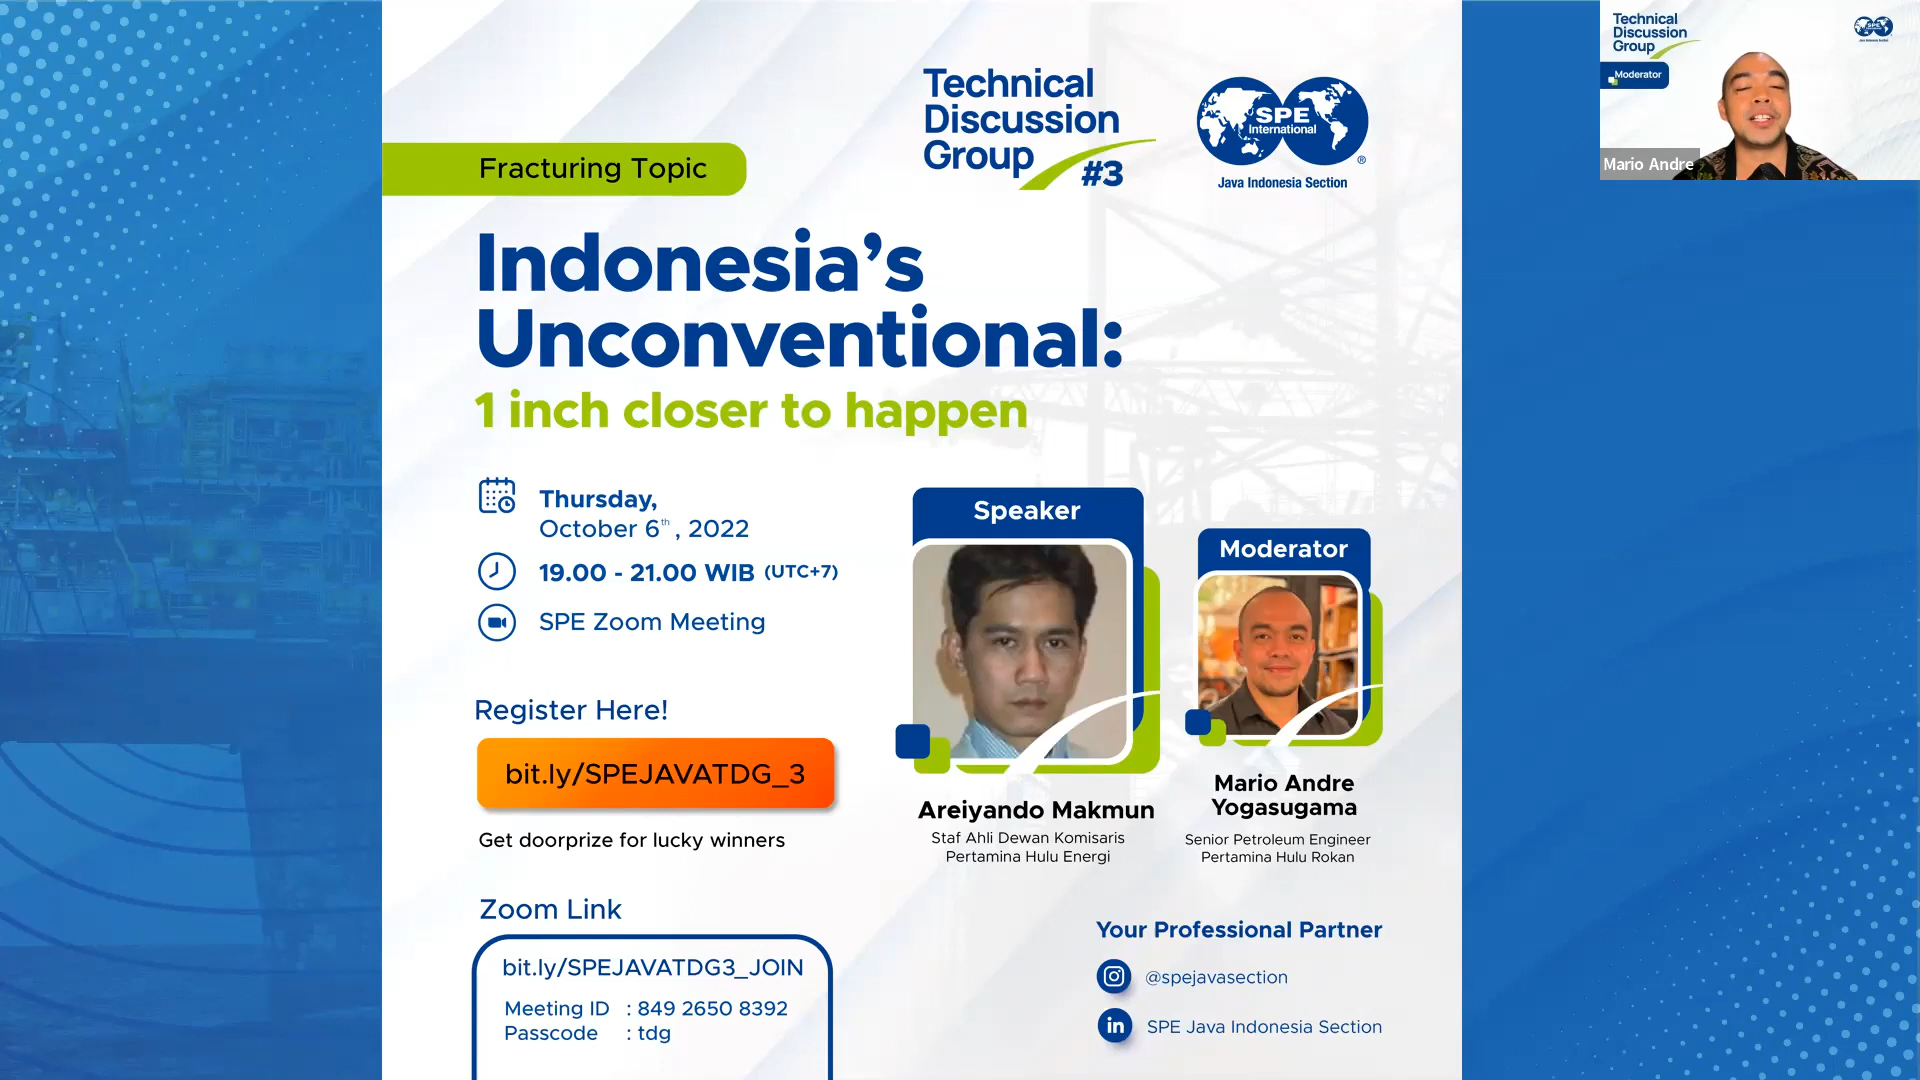 Technical
Discussion
Group
#3
SPE
International
®
Java Indonesia Section
Fracturing Topic
Indonesia’s
Unconventional:
1 inch closer to happen
Thursday,
October 6th , 2022
19.00 - 21.00 WIB (UTC+7)
SPE Zoom Meeting
Register Here!
bit.ly/SPEJAVATDG_3
Get doorprize for lucky winners
Zoom Link
bit.ly/SPEJAVATDG3_JOIN
Meeting ID : 849 2650 8392
Passcode : tdg
Speaker
Areiyando Makmun
Staf Ahli Dewan Komisaris
Pertamina Hulu Energi
Moderator
Mario Andre
Yogasugama
Senior Petroleum Engineer
Pertamina Hulu Rokan
Your Professional Partner
@spejavasection
in
SPE Java Indonesia Section
Technical
Discussion
Group
Moderator
SPE
Mario Andre